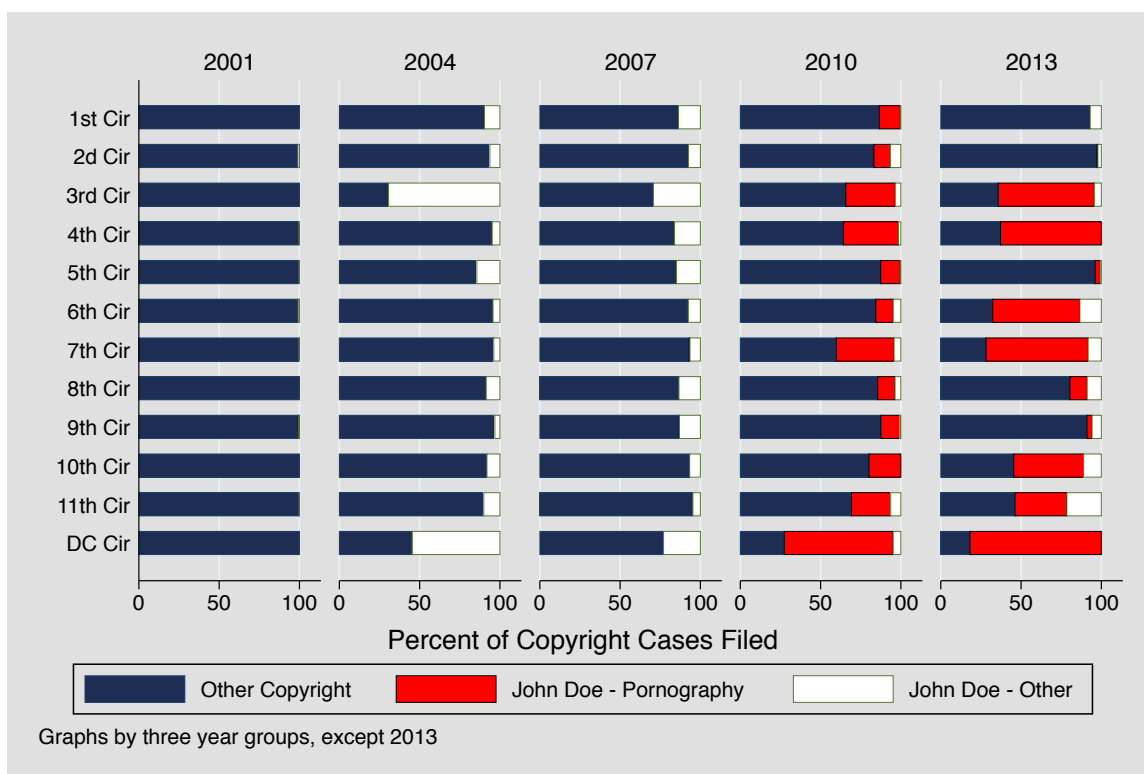 2001 2004 2007 2010 2013
1st Cir
2d Cir
3rd Cir
4th Cir
5th Cir
6th Cir
7th Cir
8th Cir
9th Cir
10th Cir
11th Cir
DC Cir
0 50 100 0 50 100 0 50 100 0 50 100 0 50 100
Percent of Copyright Cases Filed
Other Copyright John Doe - Pornography John Doe - Other
Graphs by three year groups, except 2013